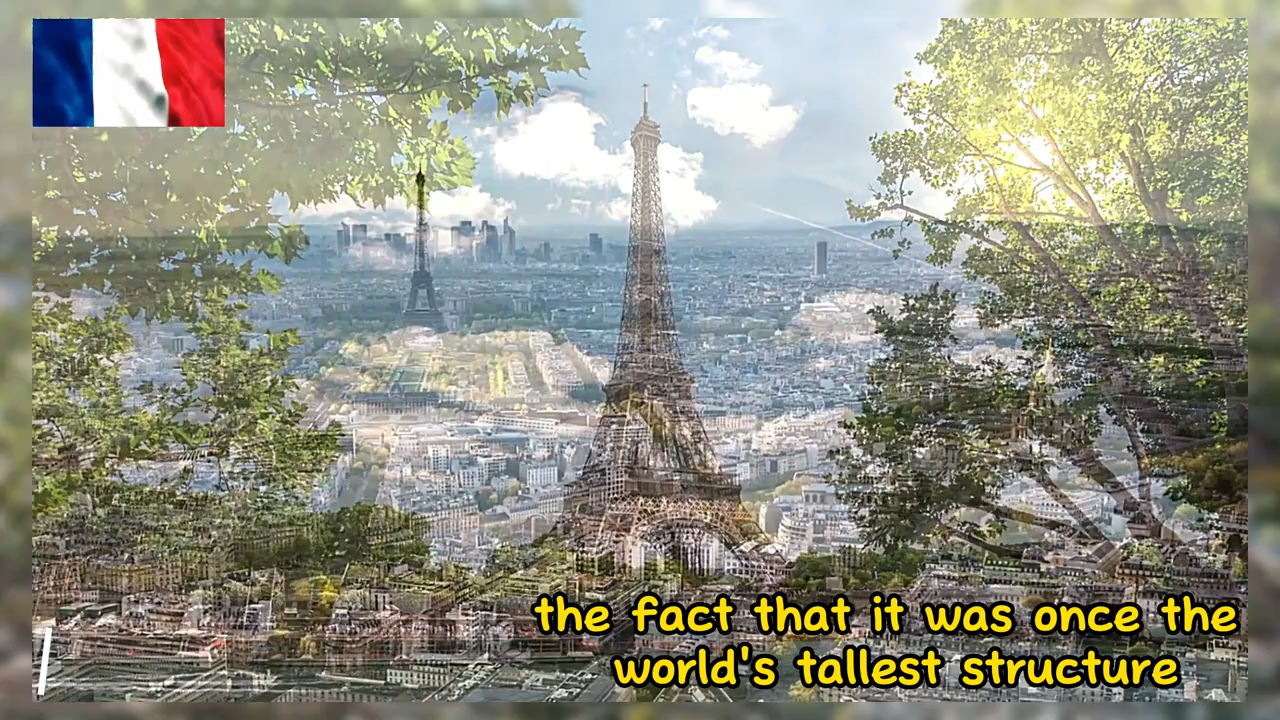 the fact that it was once the
world's tallest structure